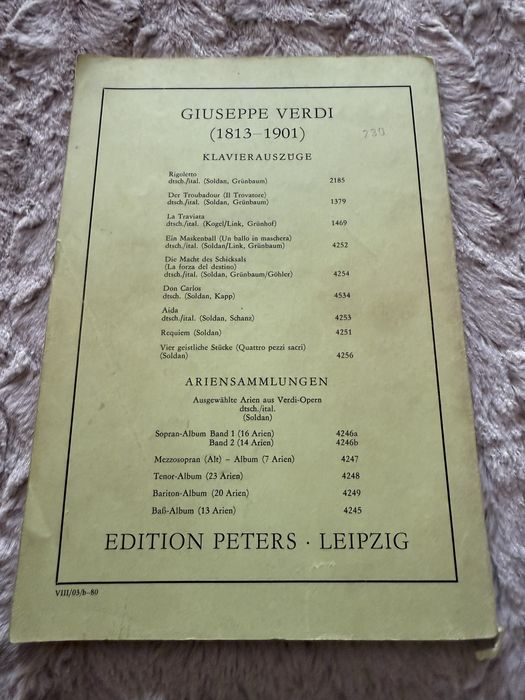 GIUSEPPE VERDI
(1813–1901)
230
KLAVIERAUSZÜGE
Rigoletto
dtsch./ital. (Soldan, Grünbaum) 2185
Der Troubadour (Il Trovatore)
dtsch./ital. (Soldan, Grünbaum) 1379
La Traviata
dtsch./ital. (Kogel/Link, Grünhof) 1469
Ein Maskenball (Un ballo in maschera)
dtsch./ital. (Soldan/Link, Grünbaum) 4252
Die Macht des Schicksals
(La forza del destino)
dtsch./ital. (Soldan, Grünbaum/Göhler) 4254
Don Carlos
dtsch. (Soldan, Kapp) 4534
Aida
dtsch./ital. (Soldan, Schanz) 4253
Requiem (Soldan) 4251
Vier geistliche Stücke (Quattro pezzi sacri)
(Soldan) 4256
ARIENSAMMLUNGEN
Ausgewählte Arien aus Verdi-Opern
dtsch./ital.
(Soldan)
Sopran-Album Band 1 (16 Arien) 4246a
Band 2 (14 Arien) 4246b
Mezzosopran (Alt) – Album (7 Arien) 4247
Tenor-Album (23 Arien) 4248
Bariton-Album (20 Arien) 4249
Baß-Album (13 Arien) 4245
EDITION PETERS · LEIPZIG
VIII/03/b-80